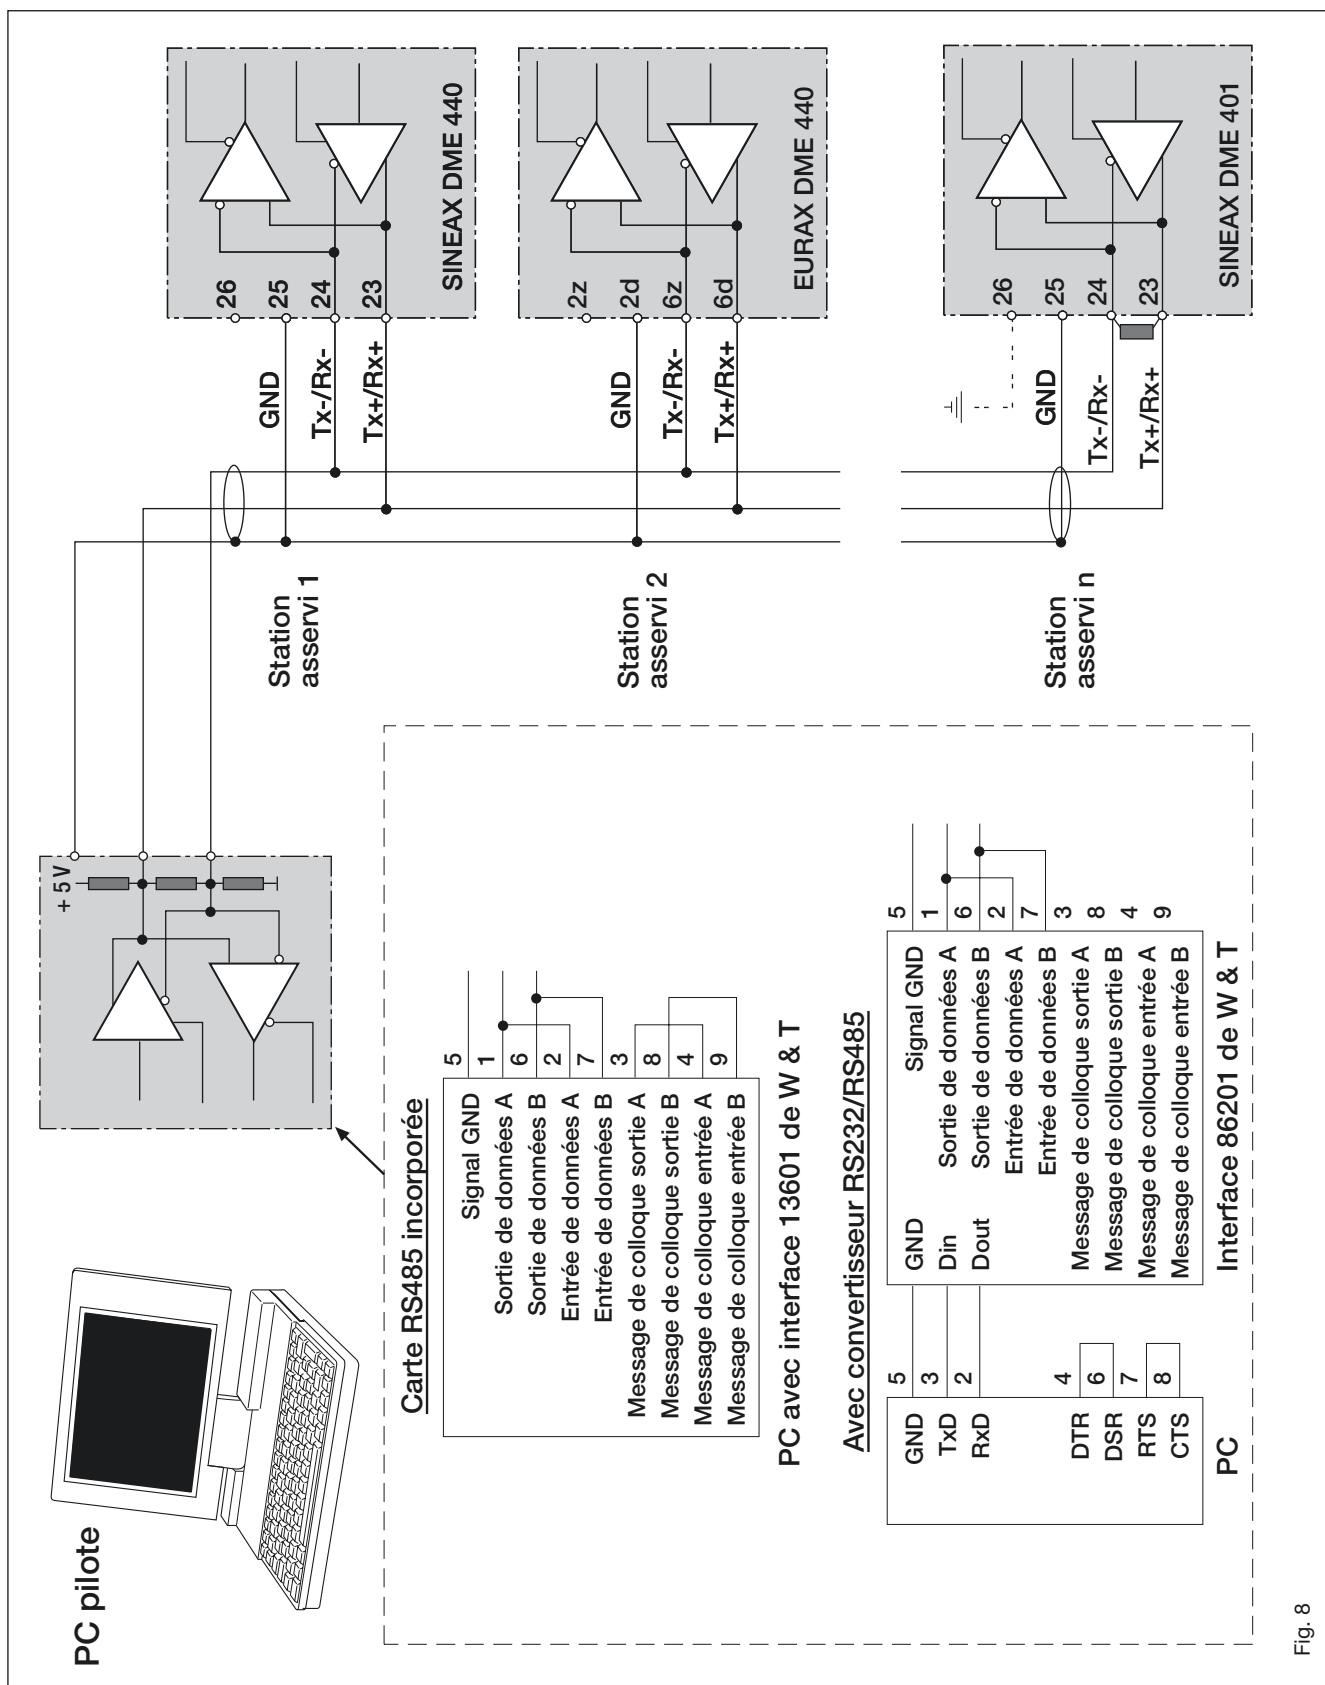 PC pilote
+ 5 V
Station
asservi 1
GND
Tx-/Rx-
Tx+/Rx+
26
25
24
23
SINEAX DME 440
Station
asservi 2
GND
Tx-/Rx-
Tx+/Rx+
2z
2d
6z
6d
EURAX DME 440
Station
asservi n
GND
Tx-/Rx-
Tx+/Rx+
26
25
24
23
SINEAX DME 401
Carte RS485 incorporée
Signal GND 5
Sortie de données A 1
Sortie de données B 6
Entrée de données A 2
Entrée de données B 7
Message de colloque sortie A 3
Message de colloque sortie B 8
Message de colloque entrée A 4
Message de colloque entrée B 9
PC avec interface 13601 de W & T
Avec convertisseur RS232/RS485
GND 5
TxD 3
RxD 2
DTR 4
DSR 6
RTS 7
CTS 8
PC
GND
Din
Dout
Signal GND 5
Sortie de données A 1
Sortie de données B 6
Entrée de données A 2
Entrée de données B 7
Message de colloque sortie A 3
Message de colloque sortie B 8
Message de colloque entrée A 4
Message de colloque entrée B 9
Interface 86201 de W & T
Fig. 8